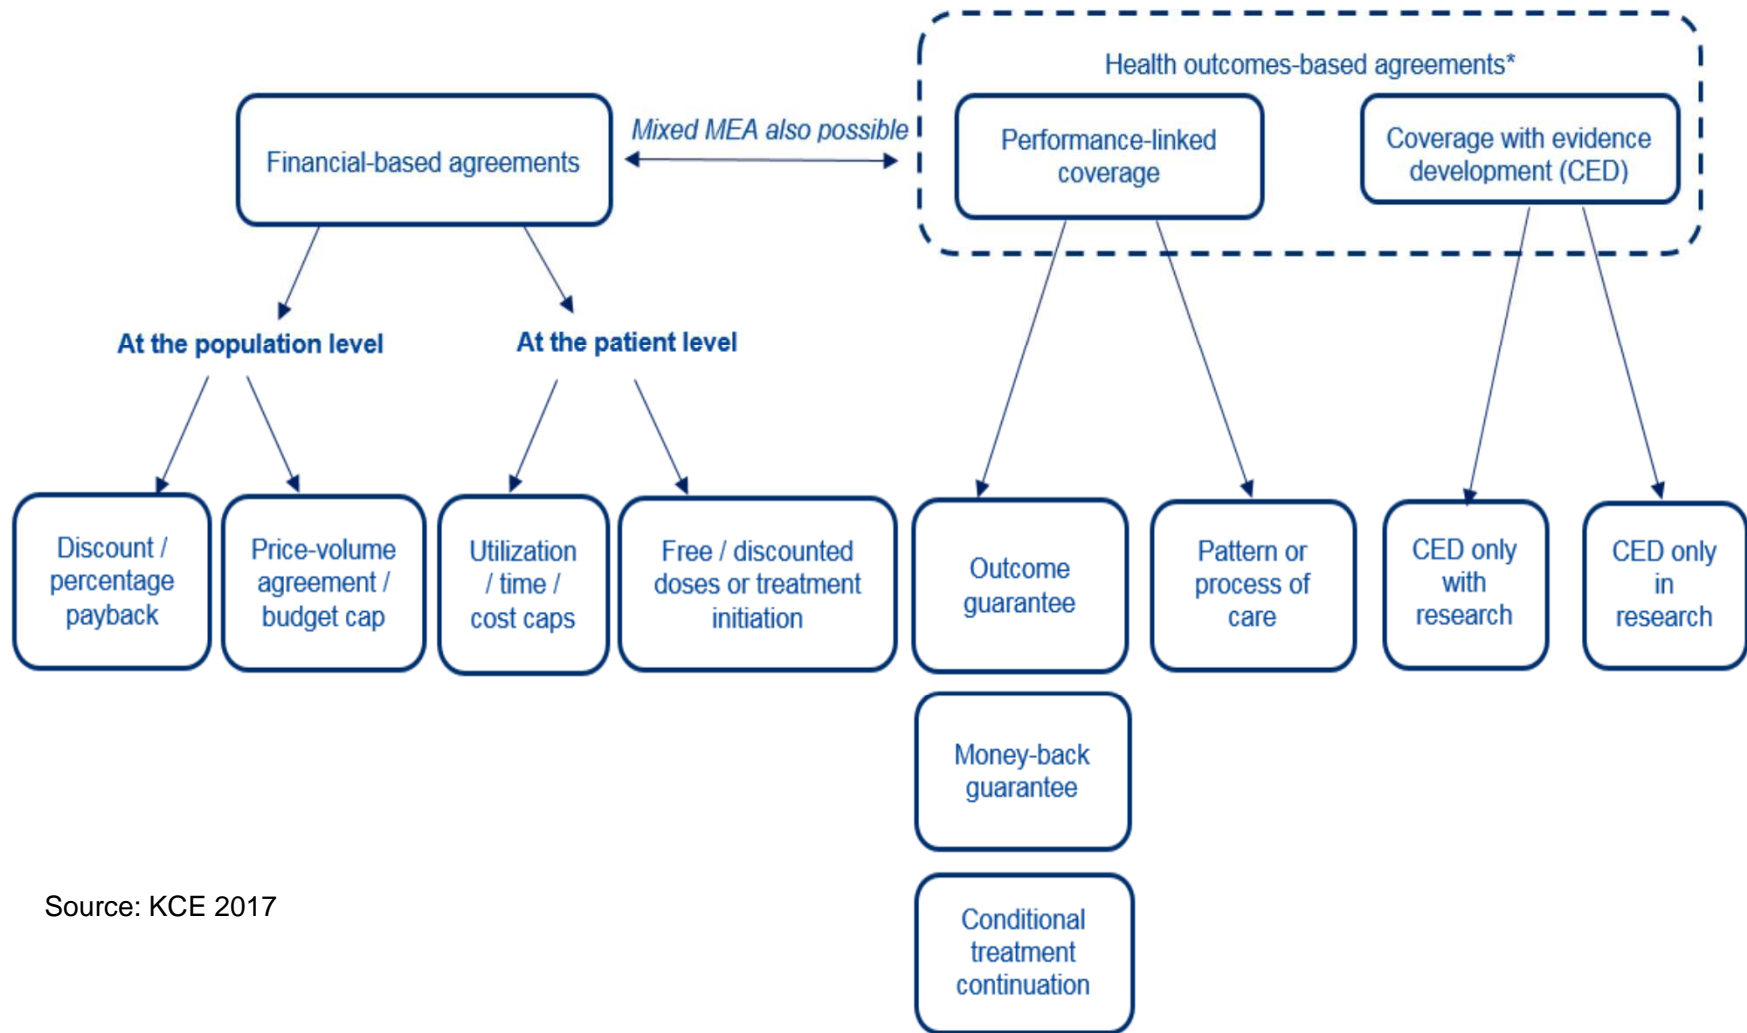 Health outcomes-based agreements*
Financial-based agreements
Mixed MEA also possible
Performance-linked
coverage
Coverage with evidence
development (CED)
At the population level
At the patient level
Discount /
percentage
payback
Price-volume
agreement /
budget cap
Utilization
/ time /
cost caps
Free / discounted
doses or treatment
initiation
Outcome
guarantee
Pattern or
process of
care
CED only
with
research
CED only
in
research
Money-back
guarantee
Conditional
treatment
continuation
Source: KCE 2017